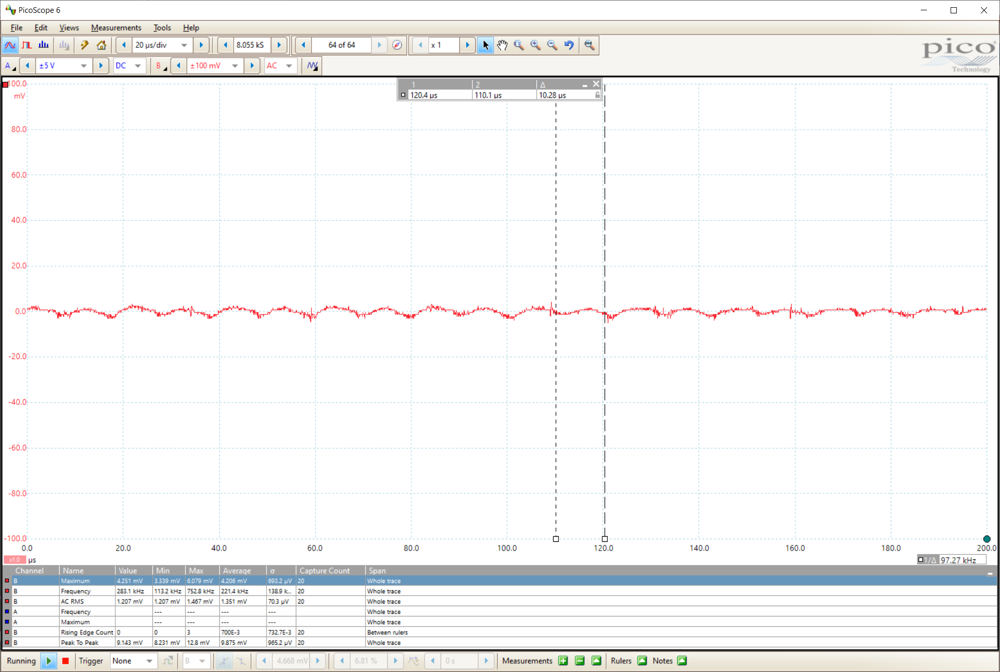 PicoScope 6
File Edit Views Measurements Tools Help
20 µs/div 8.055 kS 64 of 64 x 1
A ±5 V DC B ±100 mV AC
pico
Technology
1 2 Δ
120.4 µs 110.1 µs 10.28 µs
100.0
mV
80.0
60.0
40.0
20.0
0.0
-20.0
-40.0
-60.0
-80.0
-100.0
0.0 20.0 40.0 60.0 80.0 100.0 120.0 140.0 160.0 180.0 200.0
x1.0 µs
1/Δ 97.27 kHz
Channel Name Value Min Max Average σ Capture Count Span
B Maximum 4.251 mV 3.339 mV 6.079 mV 4.206 mV 693.2 µV 20 Whole trace
B Frequency 283.1 kHz 113.2 kHz 752.8 kHz 221.4 kHz 138.9 k... 20 Whole trace
B AC RMS 1.207 mV 1.207 mV 1.467 mV 1.351 mV 70.3 µV 20 Whole trace
A Frequency --- --- --- --- Whole trace
A Maximum --- --- --- --- Whole trace
B Rising Edge Count 0 0 3 700E-3 732.7E-3 20 Between rulers
B Peak To Peak 9.143 mV 8.231 mV 12.8 mV 9.875 mV 965.2 µV 20 Whole trace
Running Trigger None B 4.668 mV 6.81 % 0 s Measurements Rulers Notes